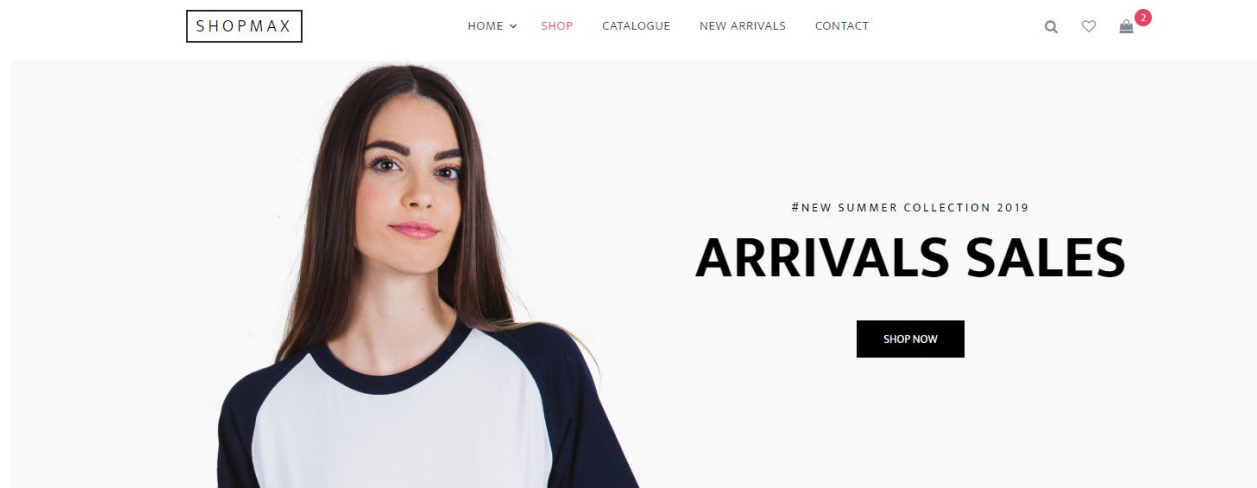 SHOPMAX
HOME SHOP CATALOGUE NEW ARRIVALS CONTACT
2
#NEW SUMMER COLLECTION 2019
ARRIVALS SALES
SHOP NOW